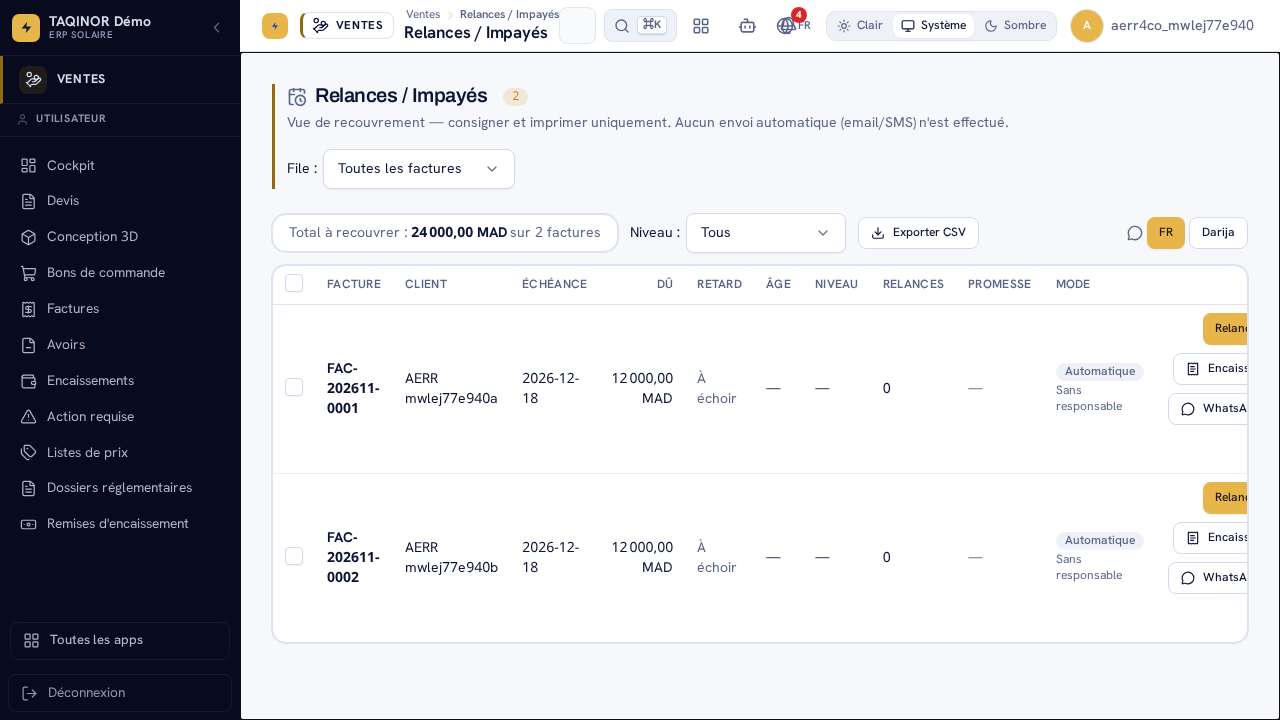 TAQINOR Démo
ERP SOLAIRE
VENTES
UTILISATEUR
Cockpit
Devis
Conception 3D
Bons de commande
Factures
Avoirs
Encaissements
Action requise
Listes de prix
Dossiers réglementaires
Remises d'encaissement
Toutes les apps
Déconnexion
VENTES
Ventes > Relances / Impayés
Relances / Impayés
⌘K
4
FR
Clair
Système
Sombre
A
aerr4co_mwlej77e940
Relances / Impayés 2
Vue de recouvrement — consigner et imprimer uniquement. Aucun envoi automatique (email/SMS) n'est effectué.
File : Toutes les factures
Total à recouvrer : 24 000,00 MAD sur 2 factures
Niveau : Tous
Exporter CSV
FR
Darija
FACTURE CLIENT ÉCHÉANCE DÛ RETARD ÂGE NIVEAU RELANCES PROMESSE MODE
FAC-
202611-
0001
AERR
mwlej77e940a
2026-12-
18
12 000,00
MAD
À
échoir
—
—
0
—
Automatique
Sans
responsable
Relanc
Encaiss
WhatsA
FAC-
202611-
0002
AERR
mwlej77e940b
2026-12-
18
12 000,00
MAD
À
échoir
—
—
0
—
Automatique
Sans
responsable
Relanc
Encaiss
WhatsA